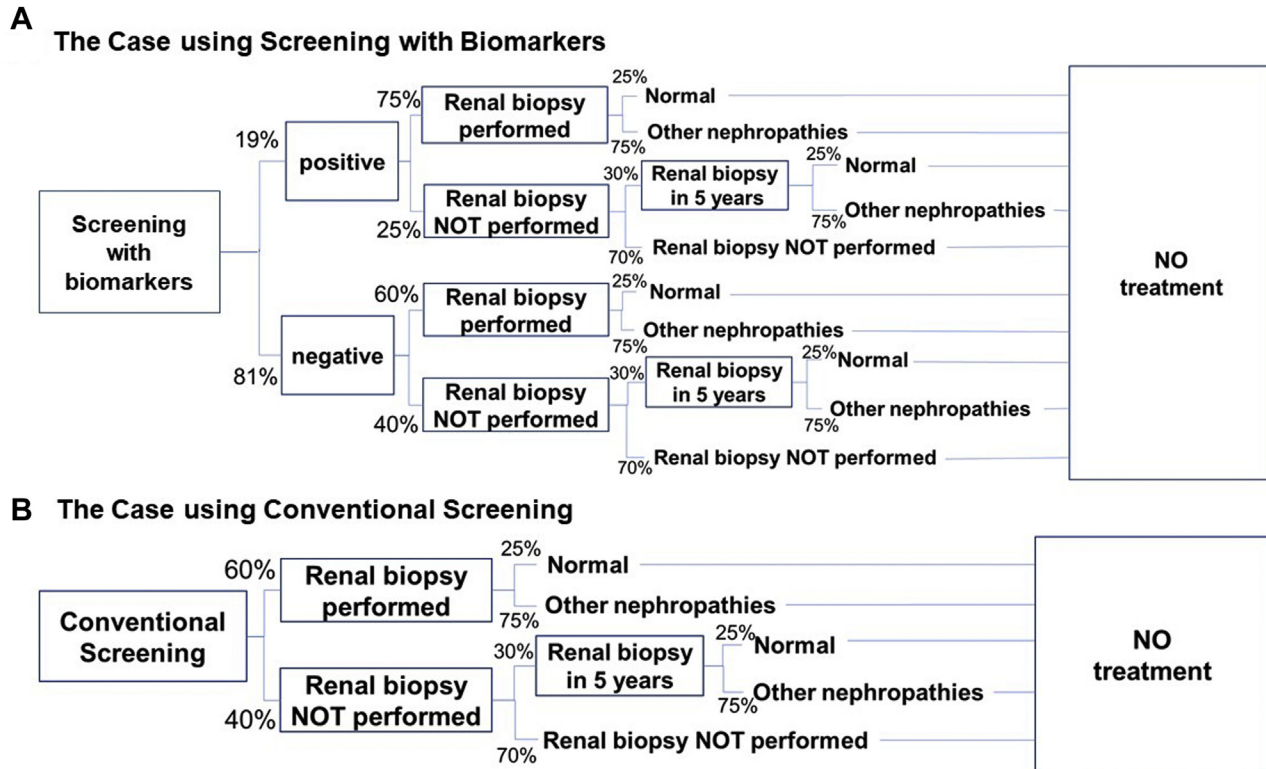 A
The Case using Screening with Biomarkers
Screening
with
biomarkers
19%
positive
75%
Renal biopsy
performed
25%
Normal
75%
Other nephropathies
25%
Renal biopsy
NOT performed
30%
Renal biopsy
in 5 years
25%
Normal
75%
Other nephropathies
70%
Renal biopsy NOT performed
81%
negative
60%
Renal biopsy
performed
25%
Normal
75%
Other nephropathies
40%
Renal biopsy
NOT performed
30%
Renal biopsy
in 5 years
25%
Normal
75%
Other nephropathies
70%
Renal biopsy NOT performed
NO
treatment
B
The Case using Conventional Screening
Conventional
Screening
60%
Renal biopsy
performed
25%
Normal
75%
Other nephropathies
40%
Renal biopsy
NOT performed
30%
Renal biopsy
in 5 years
25%
Normal
75%
Other nephropathies
70%
Renal biopsy NOT performed
NO
treatment